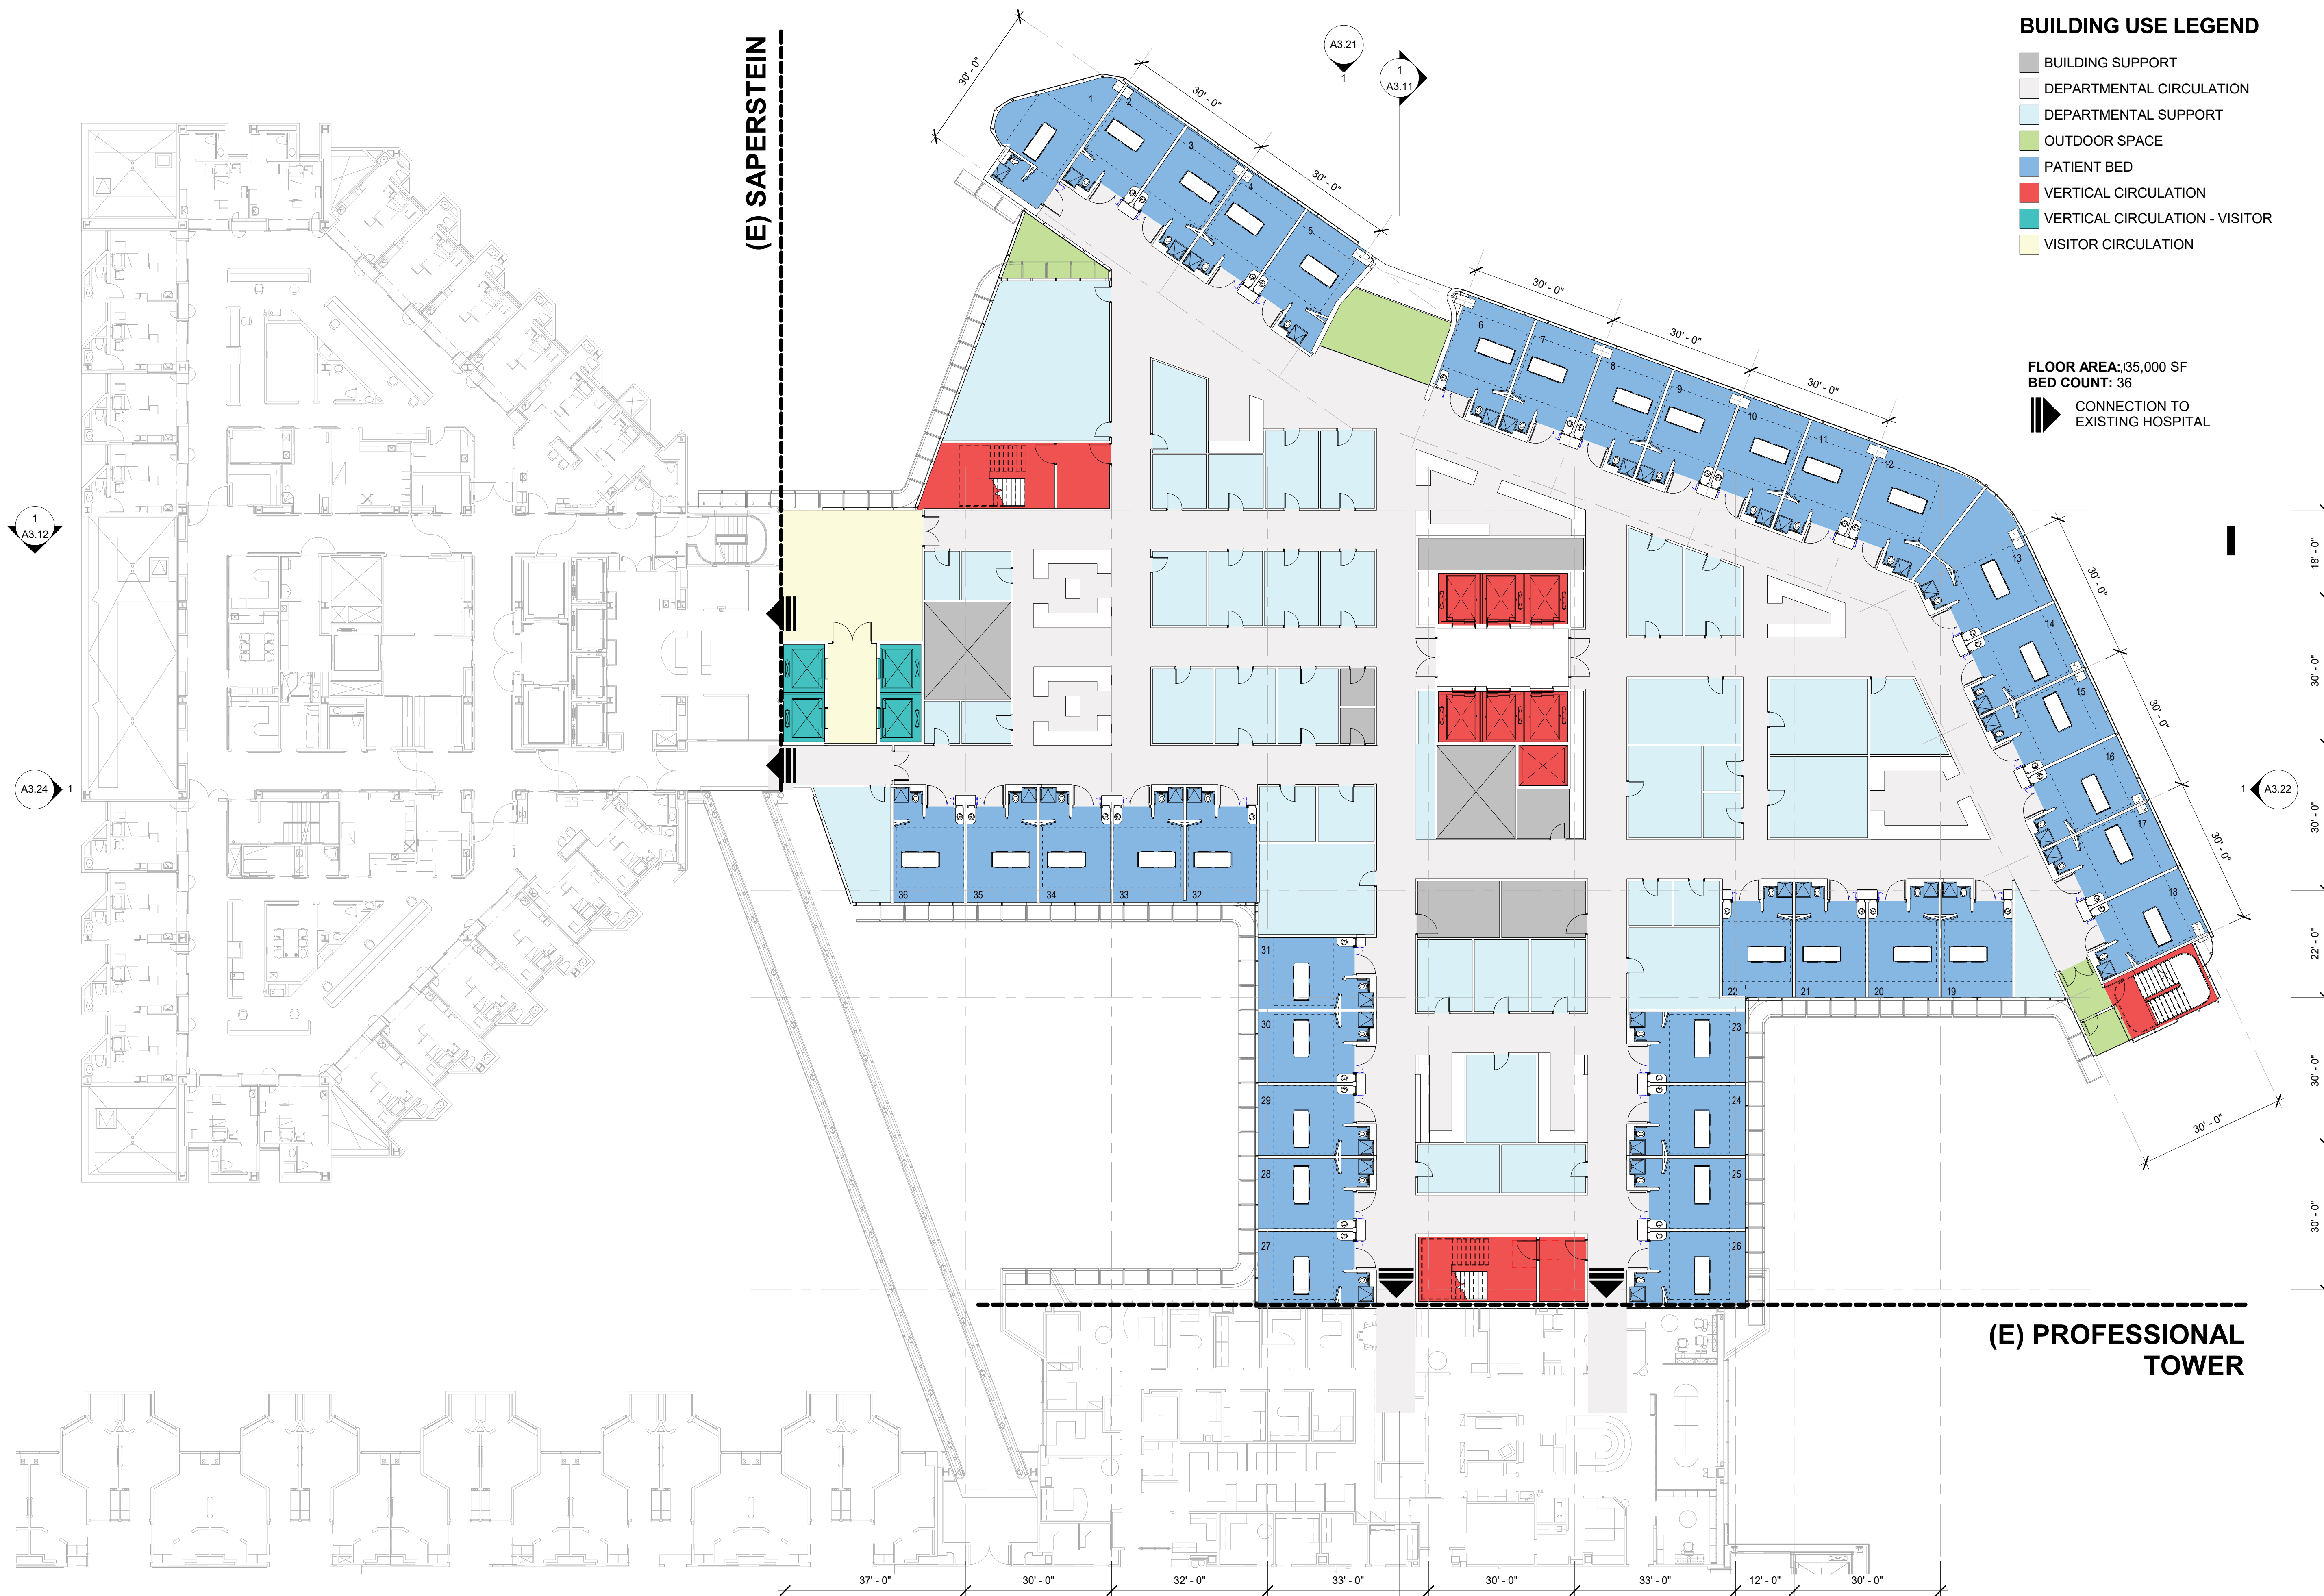 BUILDING USE LEGEND
BUILDING SUPPORT
DEPARTMENTAL CIRCULATION
DEPARTMENTAL SUPPORT
OUTDOOR SPACE
PATIENT BED
VERTICAL CIRCULATION
VERTICAL CIRCULATION - VISITOR
VISITOR CIRCULATION
FLOOR AREA: 35,000 SF
BED COUNT: 36
CONNECTION TO
EXISTING HOSPITAL
(E) SAPERSTEIN
A3.21
1
1
A3.11
30' - 0"
30' - 0"
30' - 0"
30' - 0"
30' - 0"
30' - 0"
1
2
3
4
5
6
7
8
9
10
11
12
13
14
15
16
17
18
30' - 0"
30' - 0"
30' - 0"
30' - 0"
1
A3.12
A3.24
1
1
A3.22
18' - 0"
30' - 0"
30' - 0"
22' - 0"
30' - 0"
30' - 0"
36
35
34
33
32
31
30
29
28
27
22
21
20
19
23
24
25
26
(E) PROFESSIONAL
TOWER
37' - 0"
30' - 0"
32' - 0"
33' - 0"
30' - 0"
33' - 0"
12' - 0"
30' - 0"